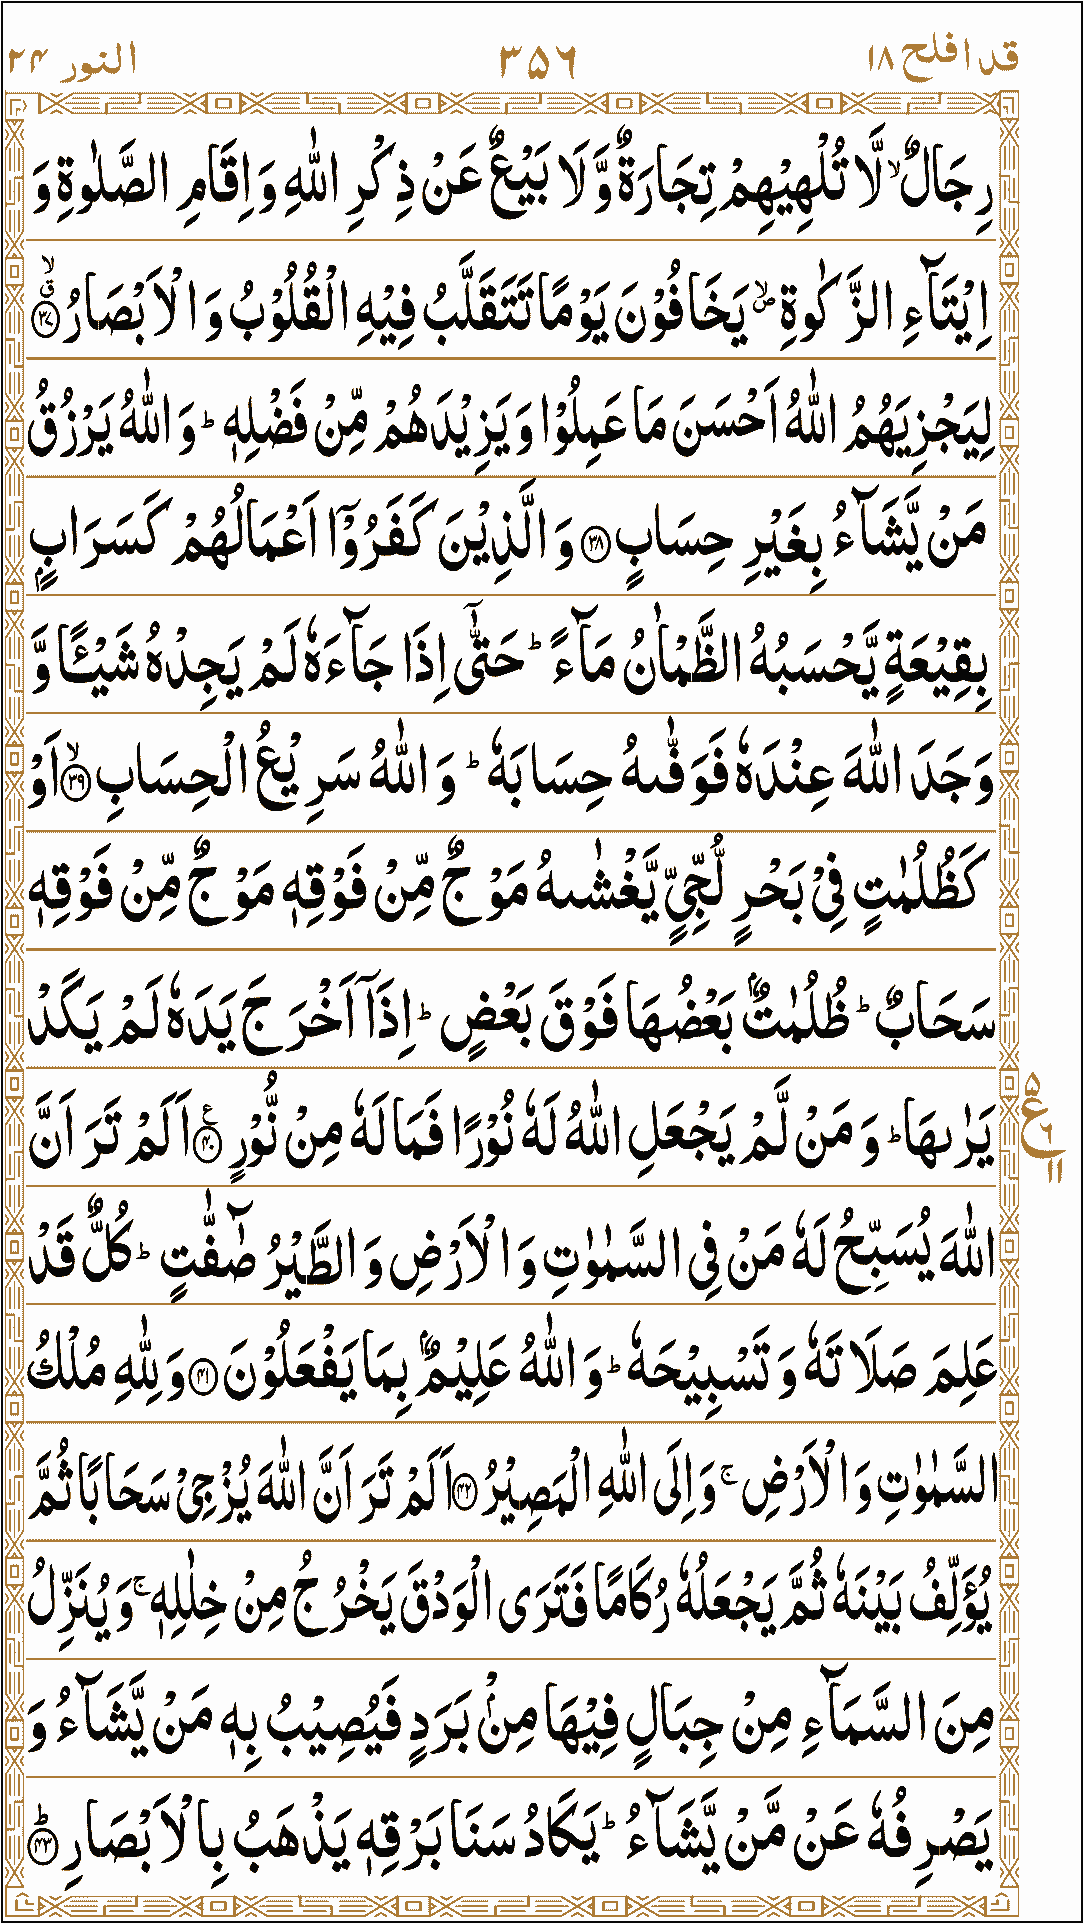 قد افلح ۱۸ ۳۵۶ النور ۲۴
رِجَالٌ ۙ لَّا تُلْهِيْهِمْ تِجَارَةٌ وَّلَا بَيْعٌ عَنْ ذِكْرِ اللّٰهِ وَاِقَامِ الصَّلٰوةِ وَ
اِيْتَآءِ الزَّكٰوةِ ۪ۙ يَخَافُوْنَ يَوْمًا تَتَقَلَّبُ فِيْهِ الْقُلُوْبُ وَالْاَبْصَارُ ۙ۝۳۷
لِيَجْزِيَهُمُ اللّٰهُ اَحْسَنَ مَا عَمِلُوْا وَيَزِيْدَهُمْ مِّنْ فَضْلِهٖ ؕ وَاللّٰهُ يَرْزُقُ
مَنْ يَّشَآءُ بِغَيْرِ حِسَابٍ ۝۳۸ وَالَّذِيْنَ كَفَرُوْۤا اَعْمَالُهُمْ كَسَرَابٍۭ
بِقِيْعَةٍ يَّحْسَبُهُ الظَّمْاٰنُ مَآءً ؕ حَتّٰۤى اِذَا جَآءَهٗ لَمْ يَجِدْهُ شَيْـًٔا وَّ
وَجَدَ اللّٰهَ عِنْدَهٗ فَوَفّٰىهُ حِسَابَهٗ ؕ وَاللّٰهُ سَرِيْعُ الْحِسَابِ ۙ۝۳۹ اَوْ
كَظُلُمٰتٍ فِيْ بَحْرٍ لُّجِّيٍّ يَّغْشٰىهُ مَوْجٌ مِّنْ فَوْقِهٖ مَوْجٌ مِّنْ فَوْقِهٖ
سَحَابٌ ؕ ظُلُمٰتٌۢ بَعْضُهَا فَوْقَ بَعْضٍ ؕ اِذَاۤ اَخْرَجَ يَدَهٗ لَمْ يَكَدْ
يَرٰىهَا ؕ وَمَنْ لَّمْ يَجْعَلِ اللّٰهُ لَهٗ نُوْرًا فَمَا لَهٗ مِنْ نُّوْرٍ ۝۴۰ع اَلَمْ تَرَ اَنَّ
۵ ع ۶ ۱۱
اللّٰهَ يُسَبِّحُ لَهٗ مَنْ فِى السَّمٰوٰتِ وَالْاَرْضِ وَالطَّيْرُ صٰٓفّٰتٍ ؕ كُلٌّ قَدْ
عَلِمَ صَلَاتَهٗ وَتَسْبِيْحَهٗ ؕ وَاللّٰهُ عَلِيْمٌۢ بِمَا يَفْعَلُوْنَ ۝۴۱ وَلِلّٰهِ مُلْكُ
السَّمٰوٰتِ وَالْاَرْضِ ۚ وَاِلَى اللّٰهِ الْمَصِيْرُ ۝۴۲ اَلَمْ تَرَ اَنَّ اللّٰهَ يُزْجِيْ سَحَابًا ثُمَّ
يُؤَلِّفُ بَيْنَهٗ ثُمَّ يَجْعَلُهٗ رُكَامًا فَتَرَى الْوَدْقَ يَخْرُجُ مِنْ خِلٰلِهٖ ۚ وَيُنَزِّلُ
مِنَ السَّمَآءِ مِنْ جِبَالٍ فِيْهَا مِنْۢ بَرَدٍ فَيُصِيْبُ بِهٖ مَنْ يَّشَآءُ وَ
يَصْرِفُهٗ عَنْ مَّنْ يَّشَآءُ ؕ يَكَادُ سَنَا بَرْقِهٖ يَذْهَبُ بِالْاَبْصَارِ ؕ۝۴۳